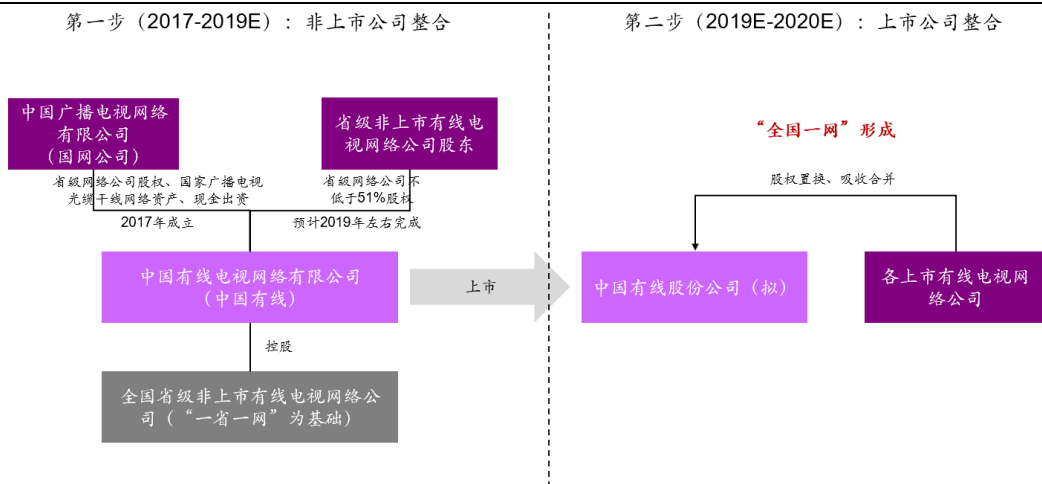 第一步（2017-2019E）：非上市公司整合
中国广播电视网络
有限公司
（国网公司）
省级非上市有线电
视网络公司股东
省级网络公司股权、国家广播电视
光缆干线网络资产、现金出资
省级网络公司不
低于51%股权
2017年成立
预计2019年左右完成
中国有线电视网络有限公司
（中国有线）
控股
全国省级非上市有线电视网络公
司（“一省一网”为基础）
上市
第二步（2019E-2020E）：上市公司整合
“全国一网”形成
股权置换、吸收合并
中国有线股份公司（拟）
各上市有线电视网
络公司